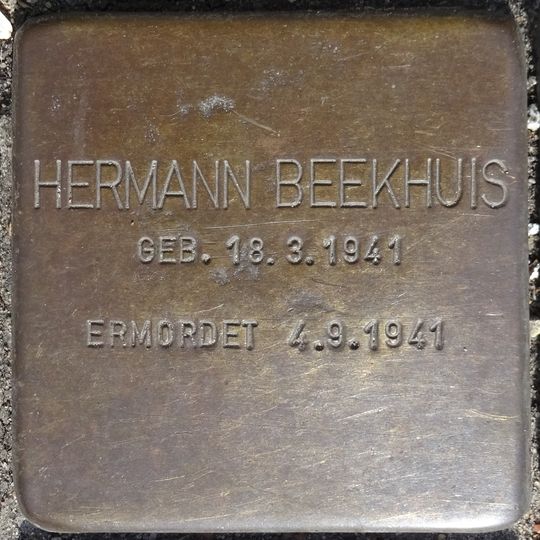 HERMANN BEEKHUIS
GEB. 18.3.1941
ERMORDET 4.9.1941